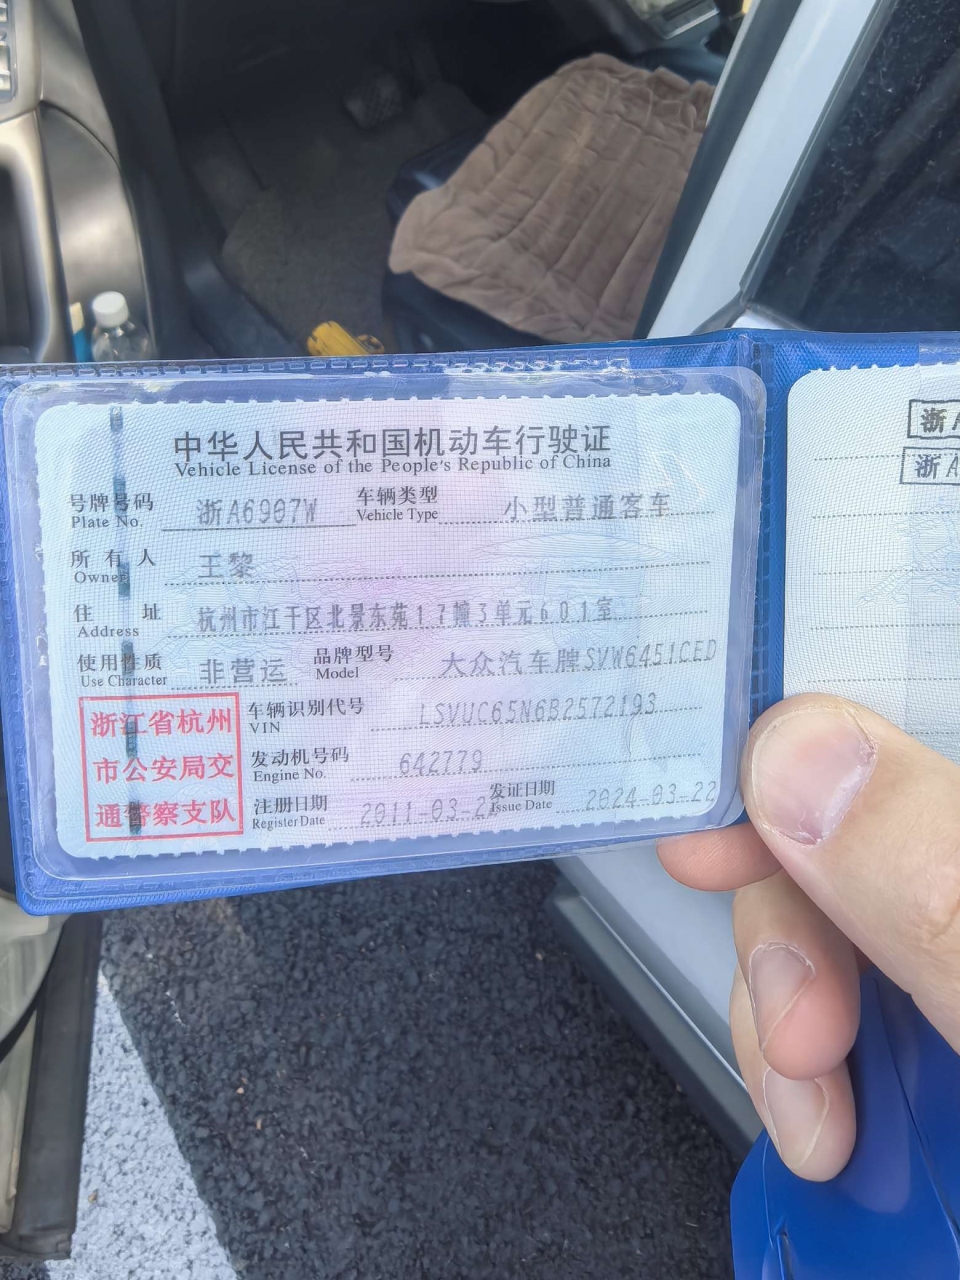 中华人民共和国机动车行驶证
Vehicle License of the People's Republic of China
号牌号码 浙A6907W 车辆类型 小型普通客车
Plate No. Vehicle Type
所有人 王黎
Owner
住址 杭州市江干区北景东苑17幢3单元601室
Address
使用性质 非营运 品牌型号 大众汽车牌SVW6451CED
Use Character Model
浙江省杭州
市公安局交
通警察支队
车辆识别代号 LSVUC65N6B2572193
VIN
发动机号码 642779
Engine No.
注册日期 2011-03-2 发证日期 2024-03-22
Register Date Issue Date
浙A
浙A